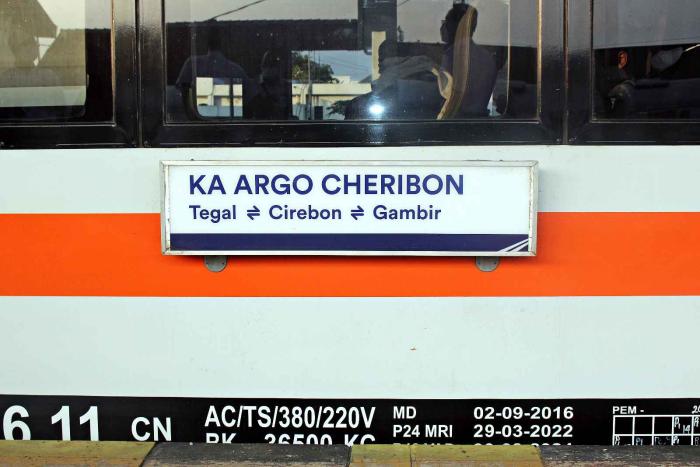 KA ARGO CHERIBON
Tegal ⇌ Cirebon ⇌ Gambir
6 11 CN
AC/TS/380/220V
MD 02-09-2016
P24 MRI 29-03-2022
PEM -